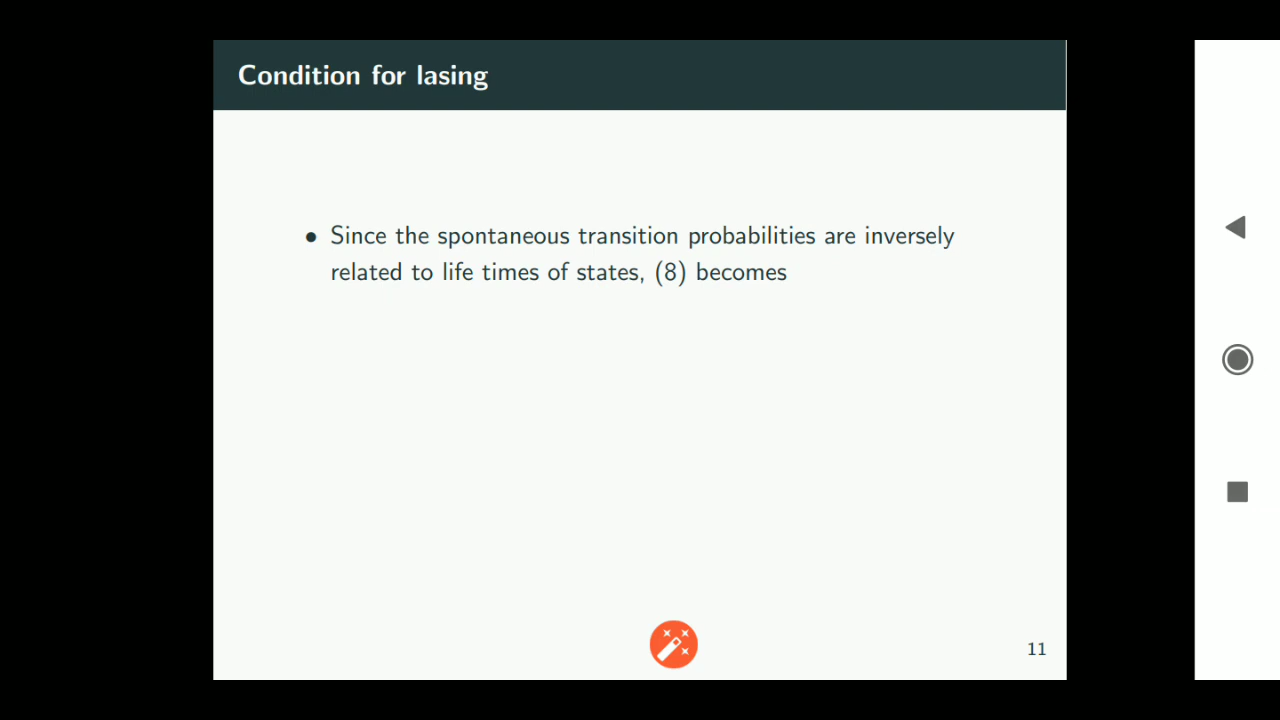 Condition for lasing
• Since the spontaneous transition probabilities are inversely
related to life times of states, (8) becomes
11